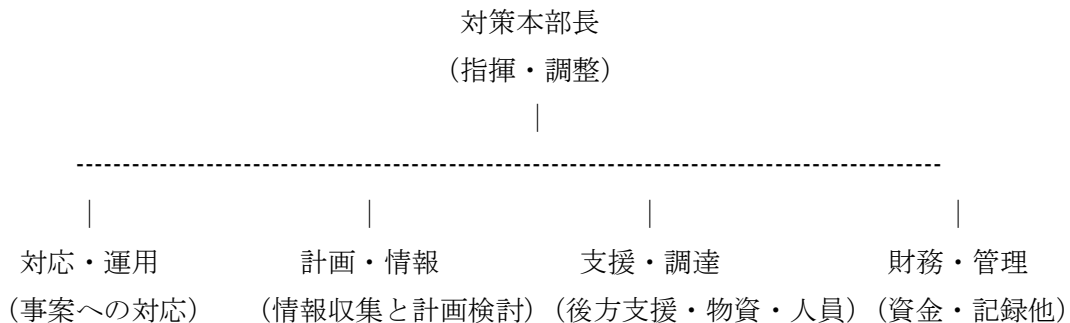 対策本部長
（指揮・調整）
対応・運用 計画・情報 支援・調達 財務・管理
（事案への対応） （情報収集と計画検討）（後方支援・物資・人員）（資金・記録他）